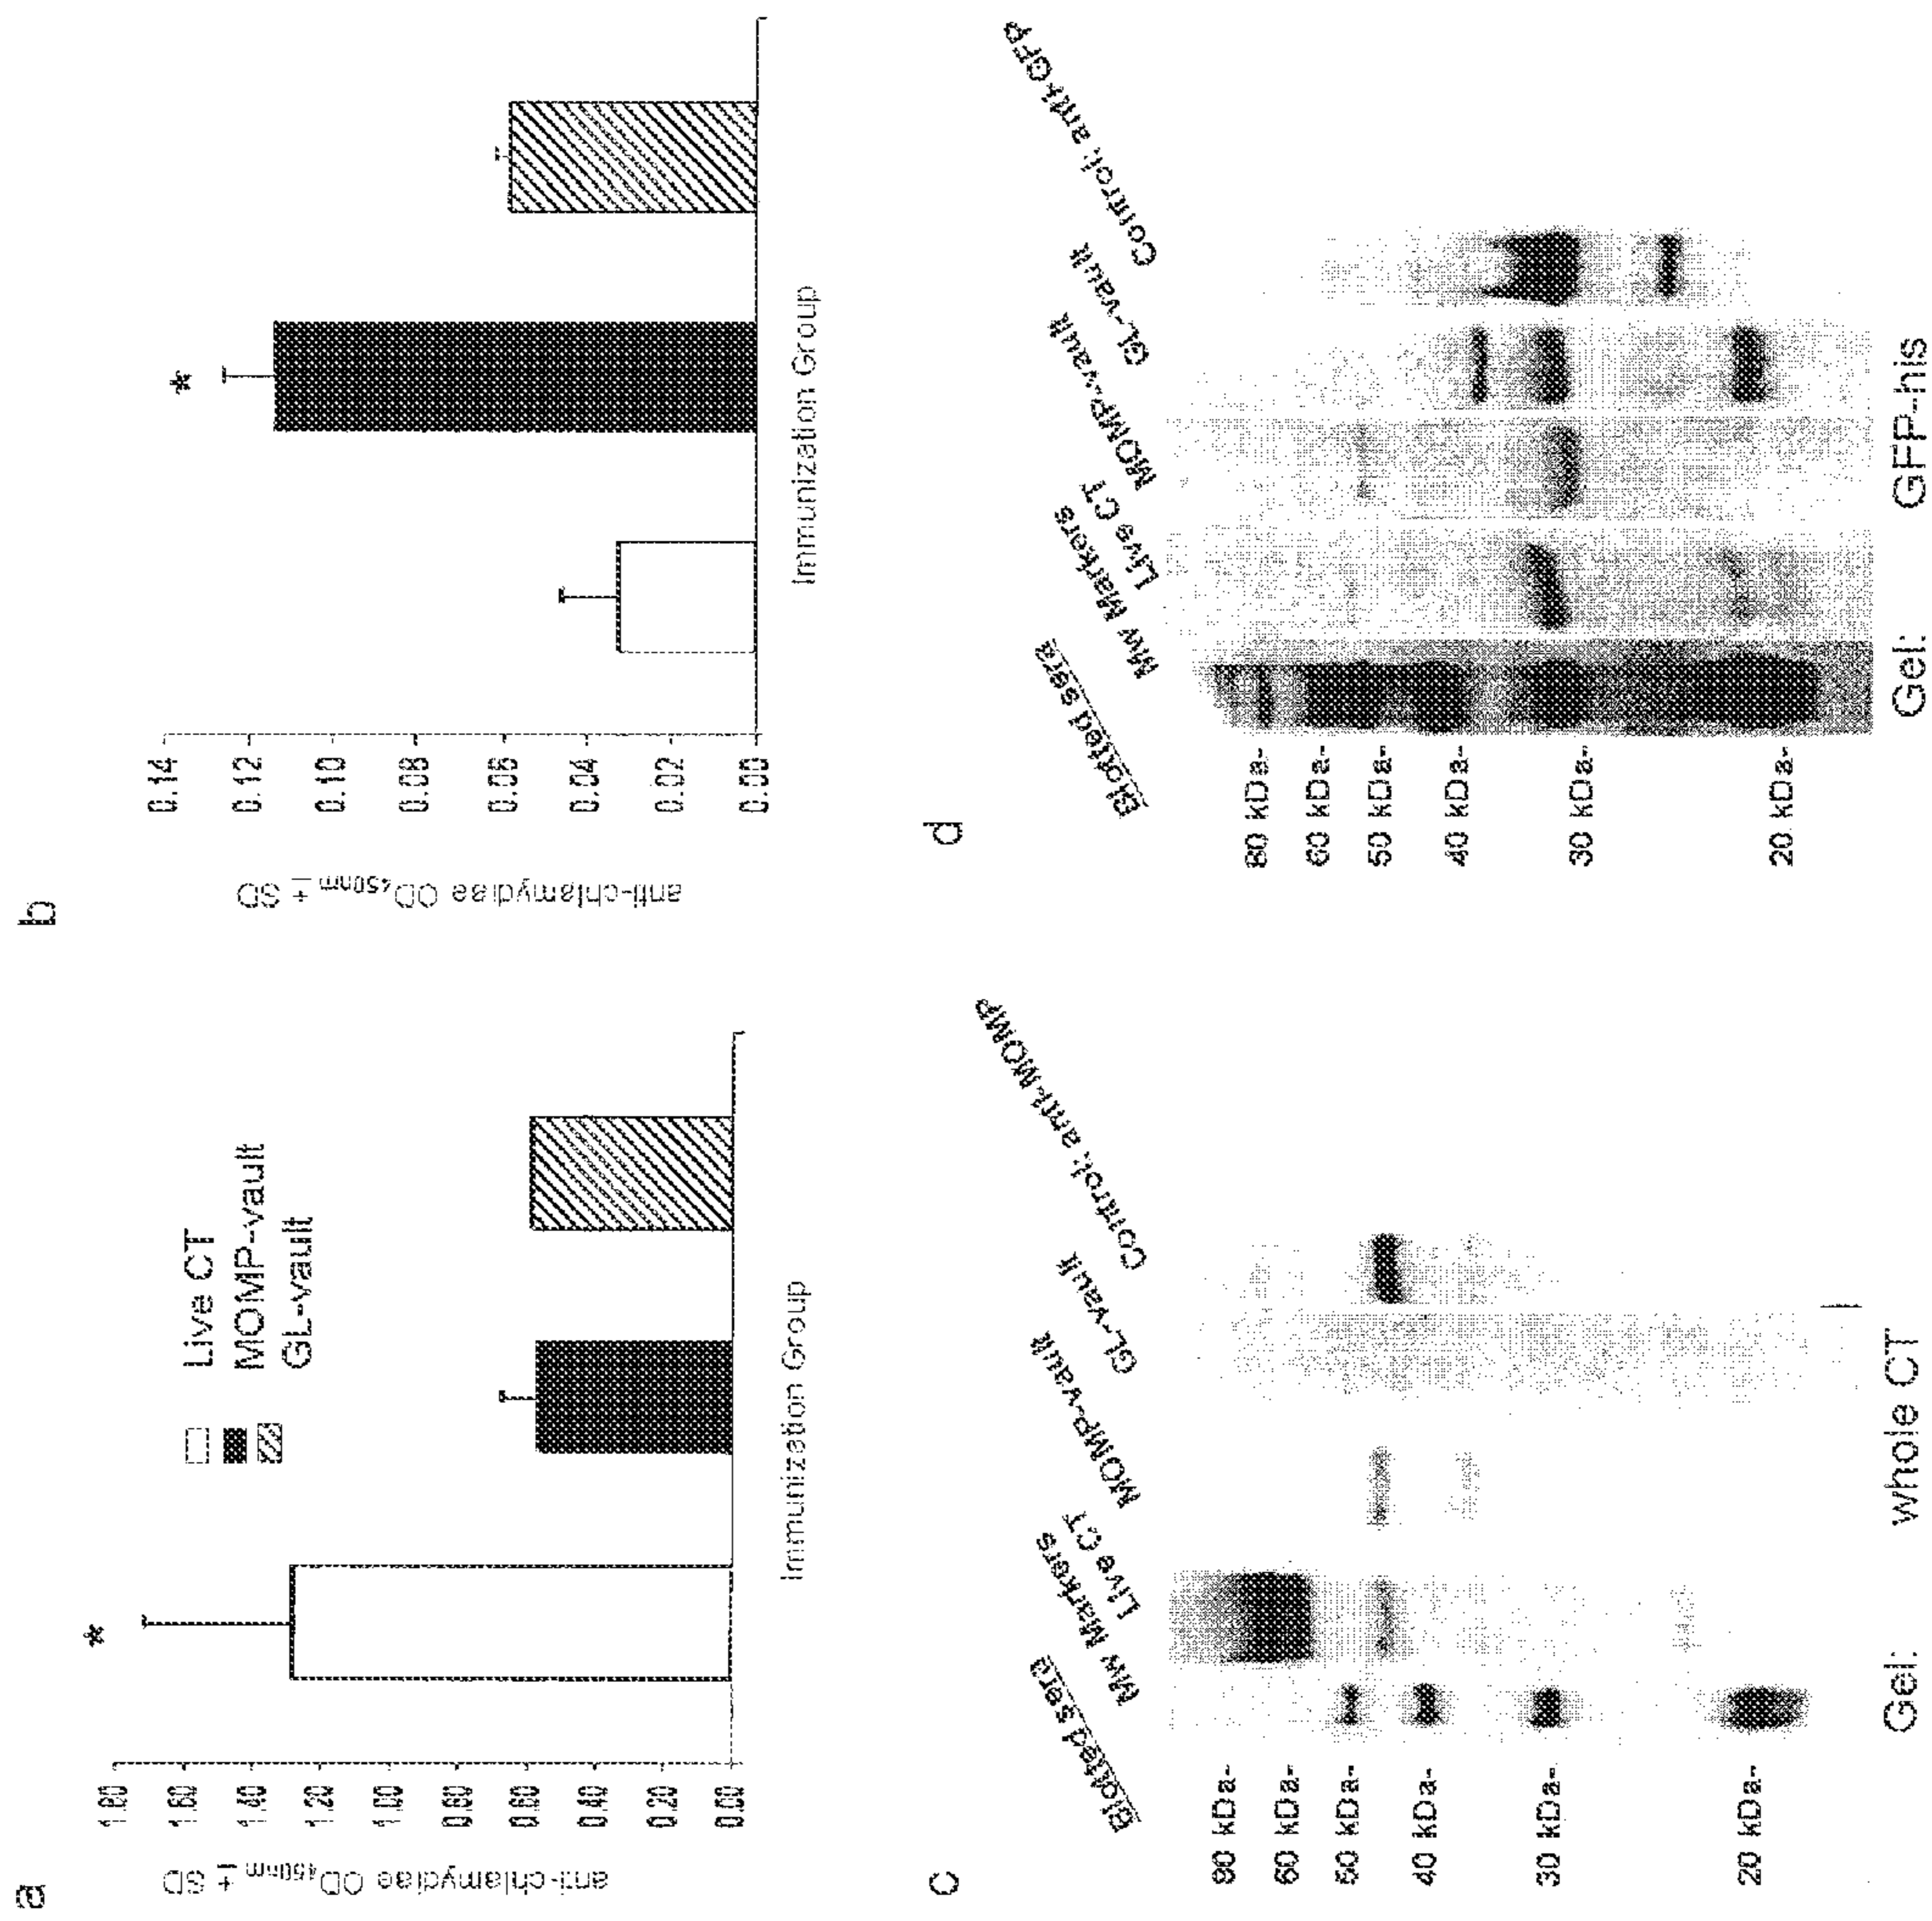 a
anti-chlamydiae OD450nm ± SD
1.80
1.60
1.40
1.20
1.00
0.80
0.60
0.40
0.20
0.00
*
Live CT
MOMP-vault
GL-vault
Immunization Group
b
anti-chlamydiae OD450nm ± SD
0.14
0.12
0.10
0.08
0.06
0.04
0.02
0.00
*
Immunization Group
c
Blotted sera
Mw Markers
Live CT
MOMP-vault
GL-vault
Control: anti-MOMP
80 kDa-
60 kDa-
50 kDa-
40 kDa-
30 kDa-
20 kDa-
Gel: whole CT
d
Blotted sera
Mw Markers
Live CT
MOMP-vault
GL-vault
Control: anti-GFP
80 kDa-
60 kDa-
50 kDa-
40 kDa-
30 kDa-
20 kDa-
Gel: GFP-his